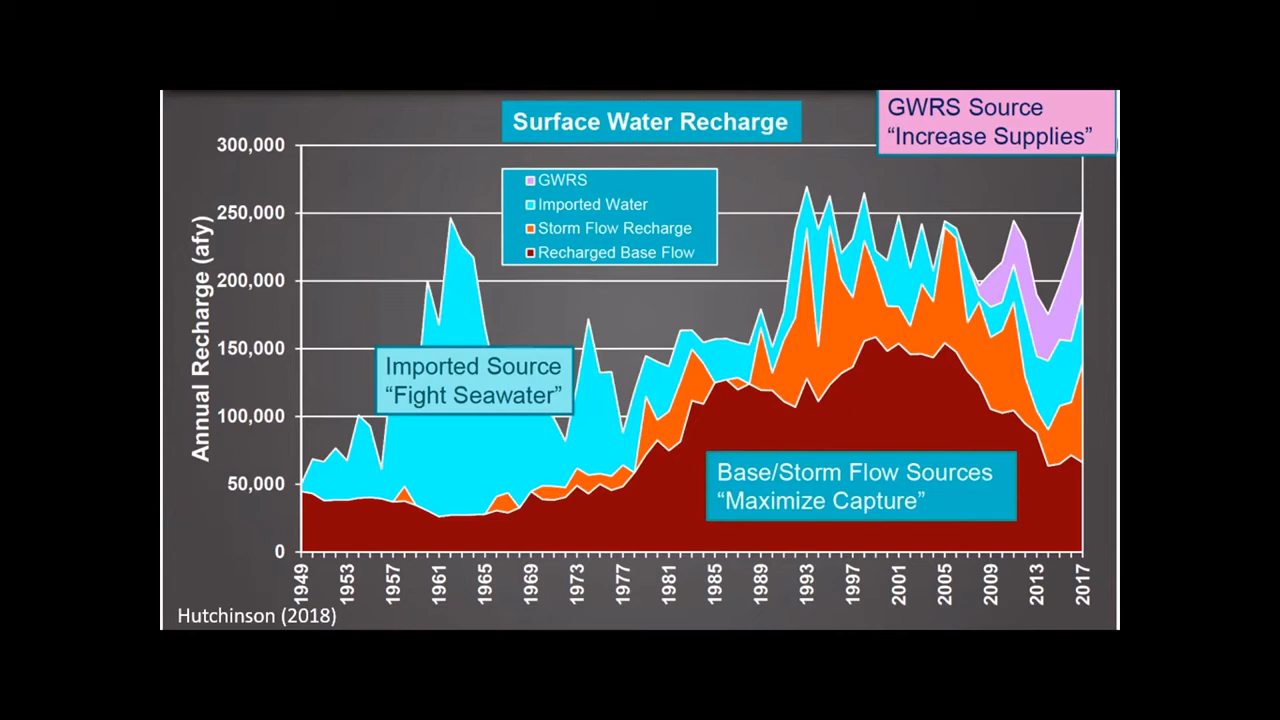 Surface Water Recharge
GWRS Source
“Increase Supplies”
GWRS
Imported Water
Storm Flow Recharge
Recharged Base Flow
Annual Recharge (afy)
300,000
250,000
200,000
150,000
100,000
50,000
0
Imported Source
“Fight Seawater”
Base/Storm Flow Sources
“Maximize Capture”
1949
1953
1957
1961
1965
1969
1973
1977
1981
1985
1989
1993
1997
2001
2005
2009
2013
2017
Hutchinson (2018)